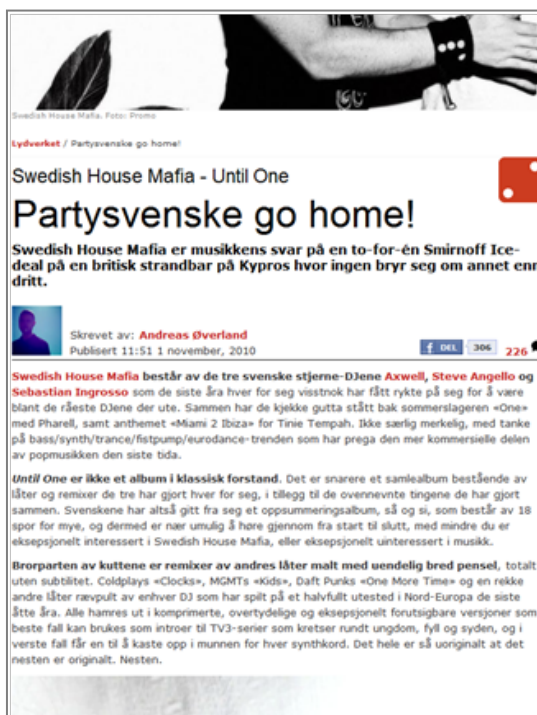 Swedish House Mafia. Foto: Promo
Lydverket / Partysvenske go home!
Swedish House Mafia - Until One
Partysvenske go home!
Swedish House Mafia er musikkens svar på en to-for-én Smirnoff Ice-
deal på en britisk strandbar på Kypros hvor ingen bryr seg om annet enn
dritt.
Skrevet av: Andreas Øverland
Publisert 11:51 1 november, 2010
f DEL 306 226
Swedish House Mafia består av de tre svenske stjerne-DJene Axwell, Steve Angello og
Sebastian Ingrosso som de siste åra hver for seg visstnok har fått rykte på seg for å være
blant de råeste DJene der ute. Sammen har de kjekke gutta stått bak sommerslageren «One»
med Pharell, samt anthemet «Miami 2 Ibiza» for Tinie Tempah. Ikke særlig merkelig, med tanke
på bass/synth/trance/fistpump/eurodance-trenden som har prega den mer kommersielle delen
av popmusikken den siste tida.
Until One er ikke et album i klassisk forstand. Det er snarere et samlealbum bestående av
låter og remixer de tre har gjort hver for seg, i tillegg til de ovennevnte tingene de har gjort
sammen. Svenskene har altså gitt fra seg et oppsummeringsalbum, så og si, som består av 18
spor for mye, og dermed er nær umulig å høre gjennom fra start til slutt, med mindre du er
eksepsjonelt interessert i Swedish House Mafia, eller eksepsjonelt uinteressert i musikk.
Brorparten av kuttene er remixer av andres låter malt med uendelig bred pensel, totalt
uten subtilitet. Coldplays «Clocks», MGMTs «Kids», Daft Punks «One More Time» og en rekke
andre låter rævpult av enhver DJ som har spilt på et halvfullt utested i Nord-Europa de siste
åtte åra. Alle hamres ut i komprimerte, overtydelige og eksepsjonelt forutsigbare versjoner som
beste fall kan brukes som introer til TV3-serier som kretser rundt ungdom, fyll og syden, og i
verste fall får en til å kaste opp i munnen for hver synthkord. Det hele er så uoriginalt at det
nesten er originalt. Nesten.